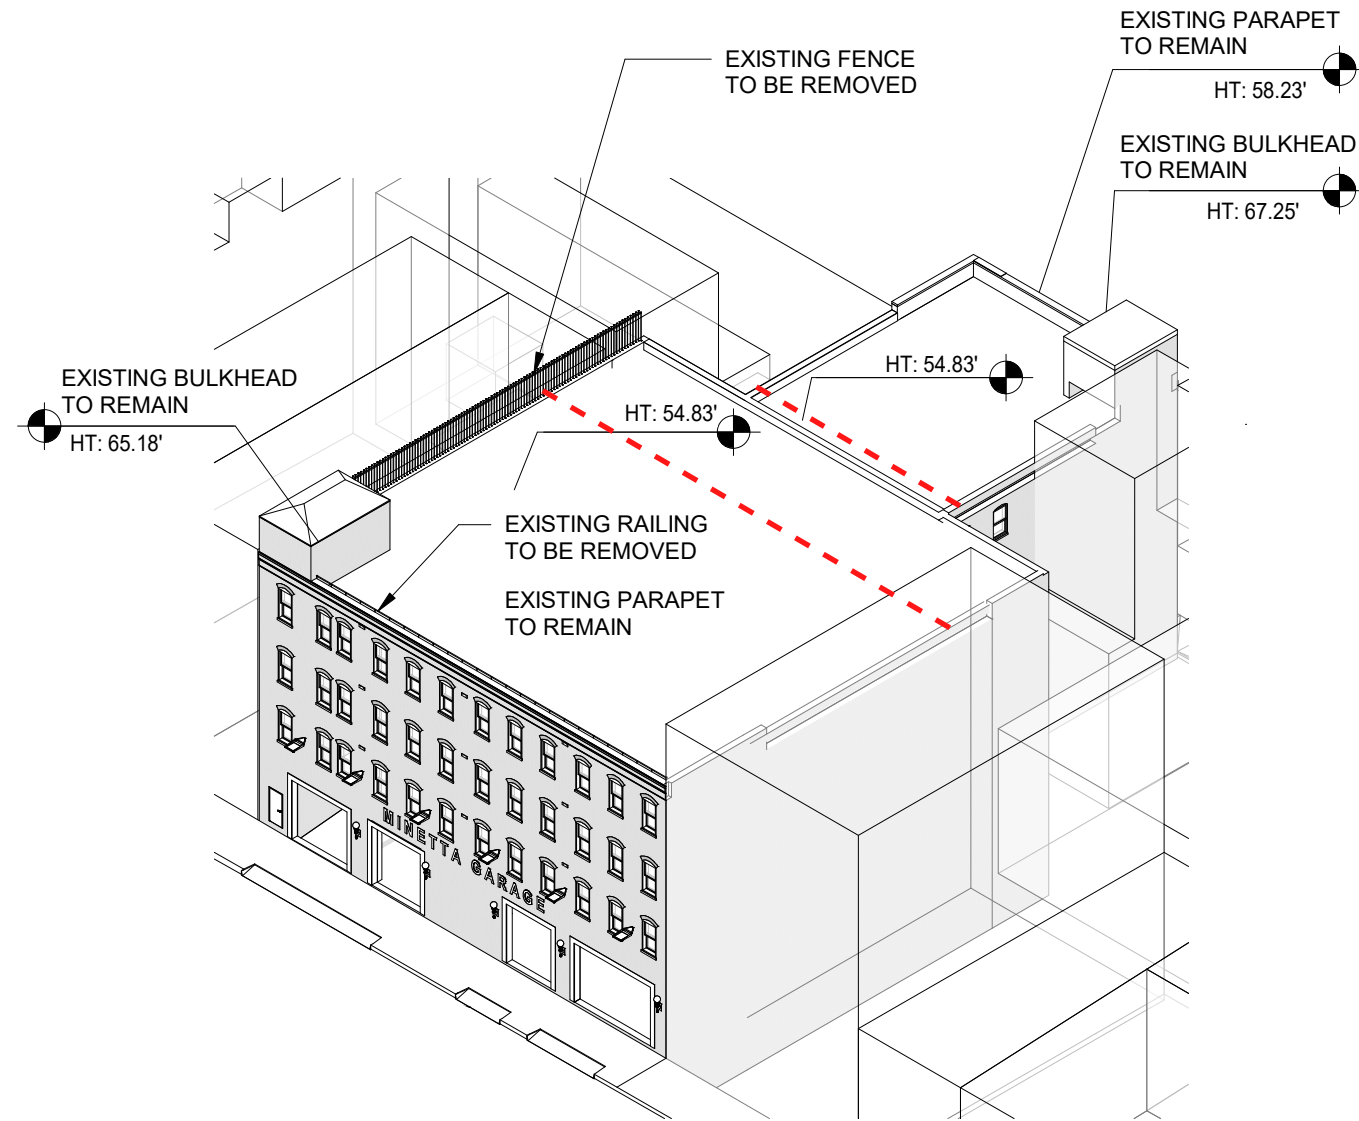 EXISTING PARAPET
TO REMAIN
HT: 58.23'
EXISTING FENCE
TO BE REMOVED
EXISTING BULKHEAD
TO REMAIN
HT: 67.25'
HT: 54.83'
EXISTING BULKHEAD
TO REMAIN
HT: 65.18'
HT: 54.83'
EXISTING RAILING
TO BE REMOVED
EXISTING PARAPET
TO REMAIN
MINETTA GARAGE